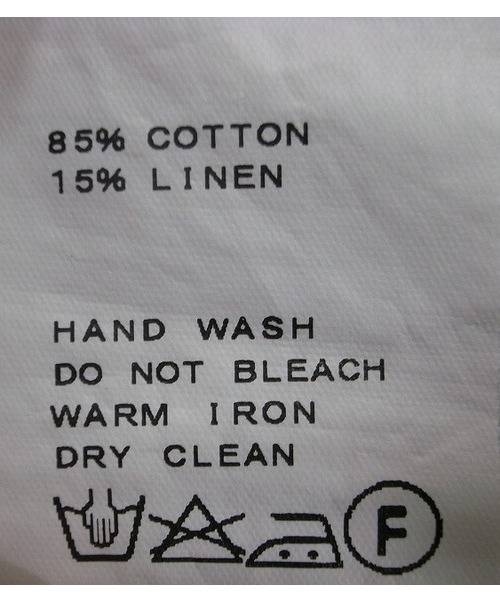 85% COTTON
15% LINEN
HAND WASH
DO NOT BLEACH
WARM IRON
DRY CLEAN
F